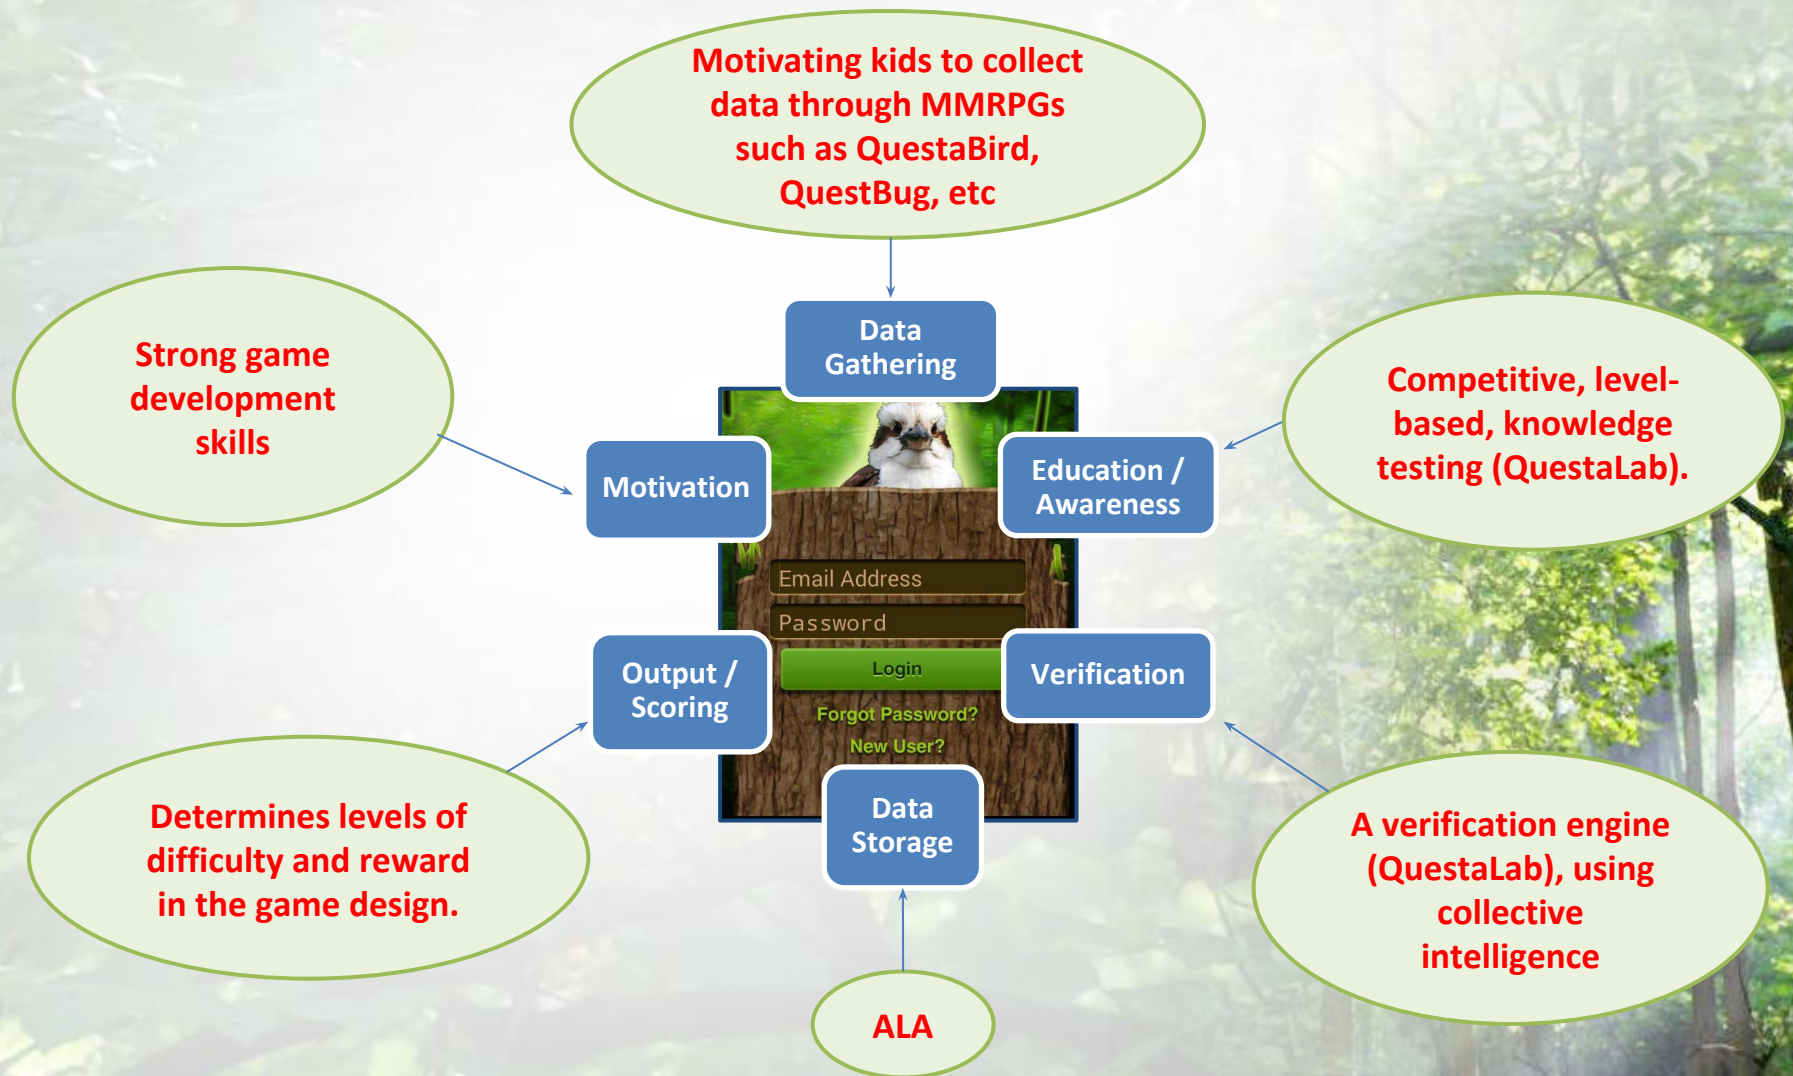 Motivating kids to collect
data through MMRPGs
such as QuestaBird,
QuestBug, etc
Data
Gathering
Strong game
development
skills
Motivation
Education /
Awareness
Competitive, level-
based, knowledge
testing (QuestaLab).
Email Address
Password
Login
Forgot Password?
New User?
Output /
Scoring
Verification
Data
Storage
Determines levels of
difficulty and reward
in the game design.
A verification engine
(QuestaLab), using
collective
intelligence
ALA